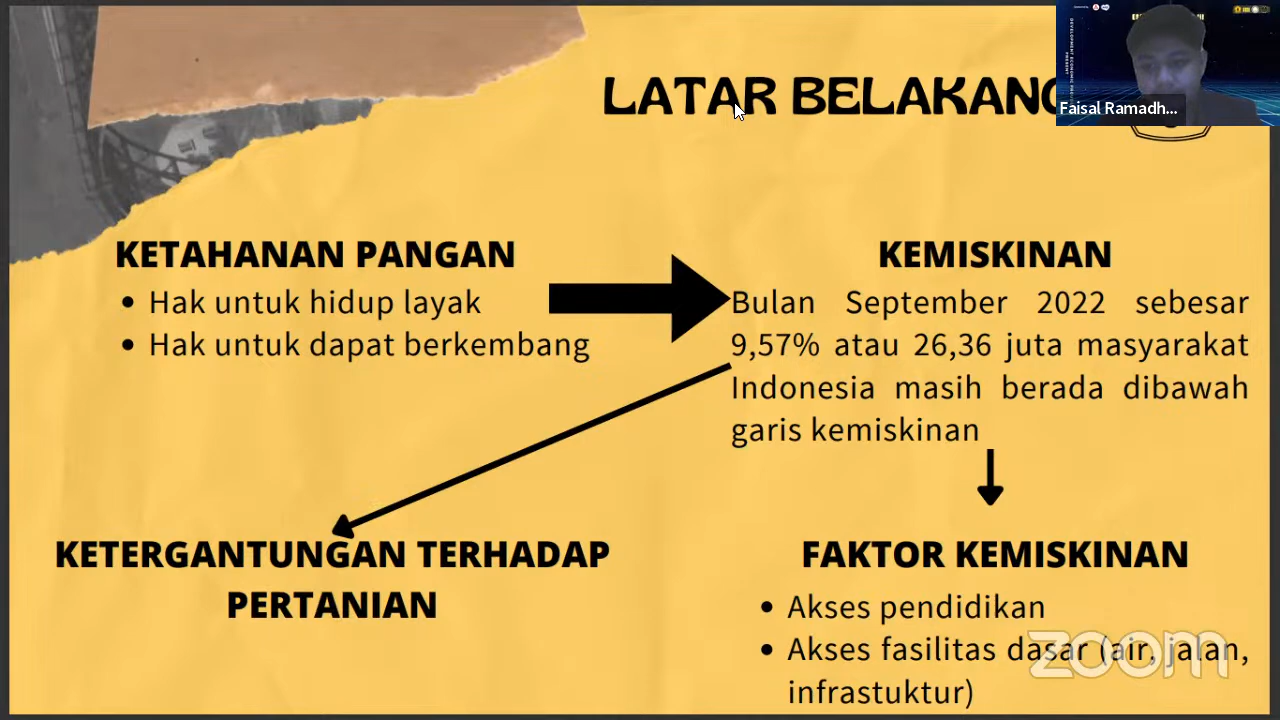 LATAR BELAKANG
Faisal Ramadh...
KETAHANAN PANGAN
• Hak untuk hidup layak
• Hak untuk dapat berkembang
KEMISKINAN
Bulan September 2022 sebesar
9,57% atau 26,36 juta masyarakat
Indonesia masih berada dibawah
garis kemiskinan
KETERGANTUNGAN TERHADAP
PERTANIAN
FAKTOR KEMISKINAN
• Akses pendidikan
• Akses fasilitas dasar (air, jalan,
infrastuktur)
zoom